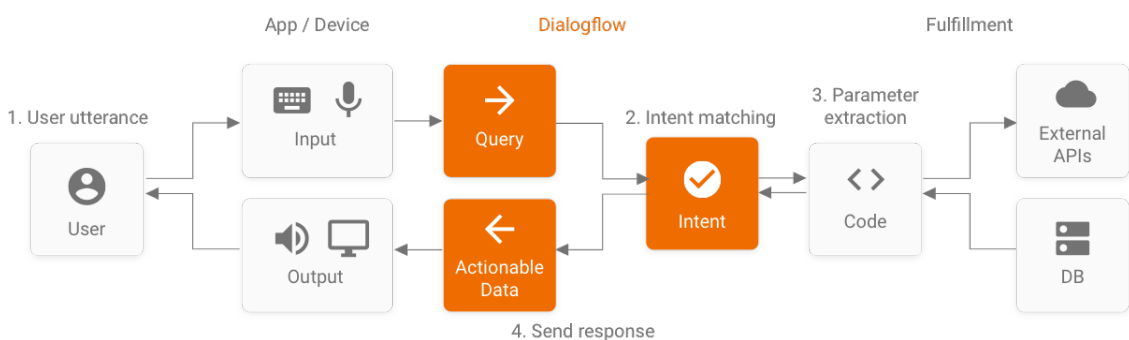 App / Device
Dialogflow
Fulfillment
1. User utterance
Input
Query
2. Intent matching
3. Parameter
extraction
External
APIs
User
Output
Actionable
Data
Intent
Code
DB
4. Send response